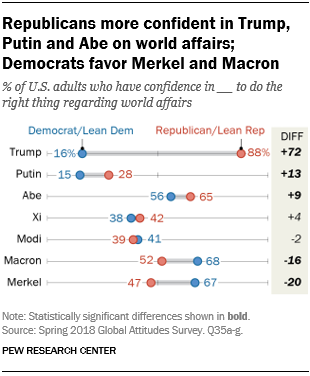 Republicans more confident in Trump,
Putin and Abe on world affairs;
Democrats favor Merkel and Macron
% of U.S. adults who have confidence in __ to do the
right thing regarding world affairs
Democrat/Lean Dem Republican/Lean Rep DIFF
Trump 16% 88% +72
Putin 15 28 +13
Abe 56 65 +9
Xi 38 42 +4
Modi 39 41 -2
Macron 52 68 -16
Merkel 47 67 -20
Note: Statistically significant differences shown in bold.
Source: Spring 2018 Global Attitudes Survey. Q35a-g.
PEW RESEARCH CENTER